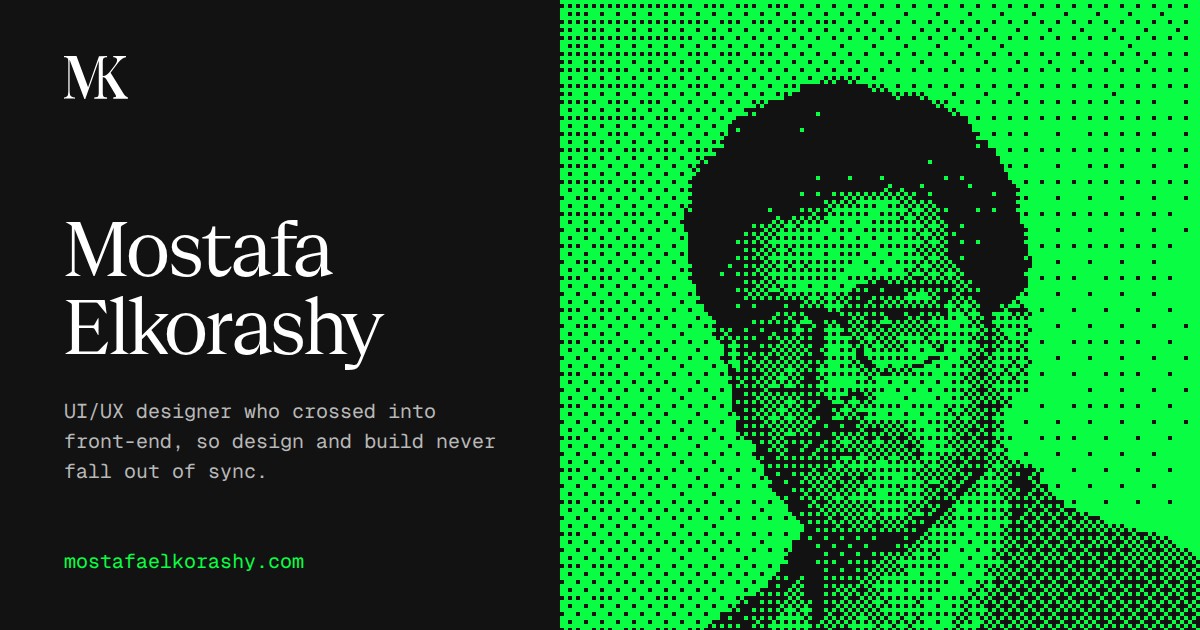 MK
Mostafa
Elkorashy
UI/UX designer who crossed into
front-end, so design and build never
fall out of sync.
mostafaelkorashy.com